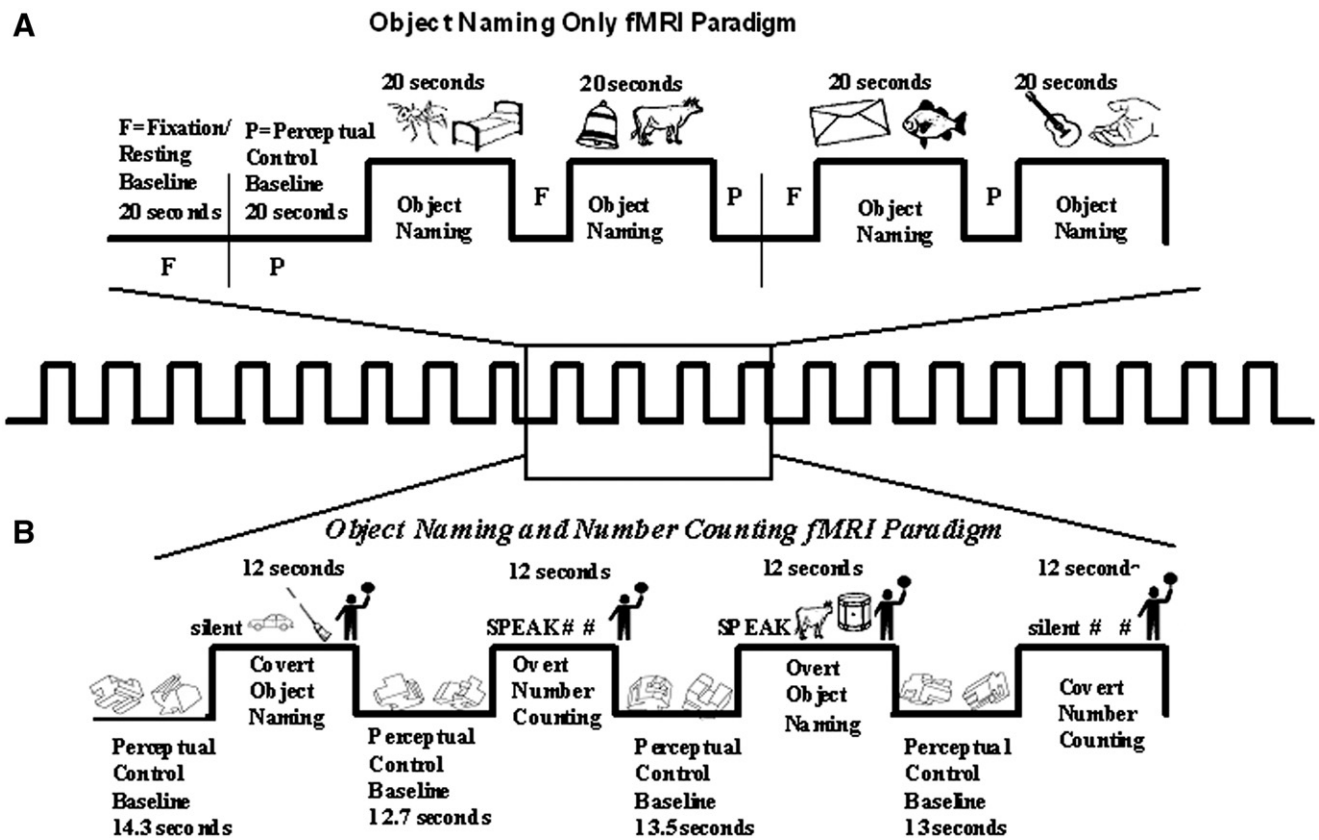 A
Object Naming Only fMRI Paradigm
20 seconds
20 seconds
20 seconds
20 seconds
F=Fixation/
Resting
Baseline
20 seconds
P=Perceptual
Control
Baseline
20 seconds
Object
Naming
F
Object
Naming
P
F
Object
Naming
P
Object
Naming
F
P
B
Object Naming and Number Counting fMRI Paradigm
12 seconds
12 seconds
12 seconds
12 seconds
silent
SPEAK # #
SPEAK
silent # #
Covert
Object
Naming
Overt
Number
Counting
Overt
Object
Naming
Covert
Number
Counting
Perceptual
Control
Baseline
14.3 seconds
Perceptual
Control
Baseline
12.7 seconds
Perceptual
Control
Baseline
13.5 seconds
Perceptual
Control
Baseline
13 seconds